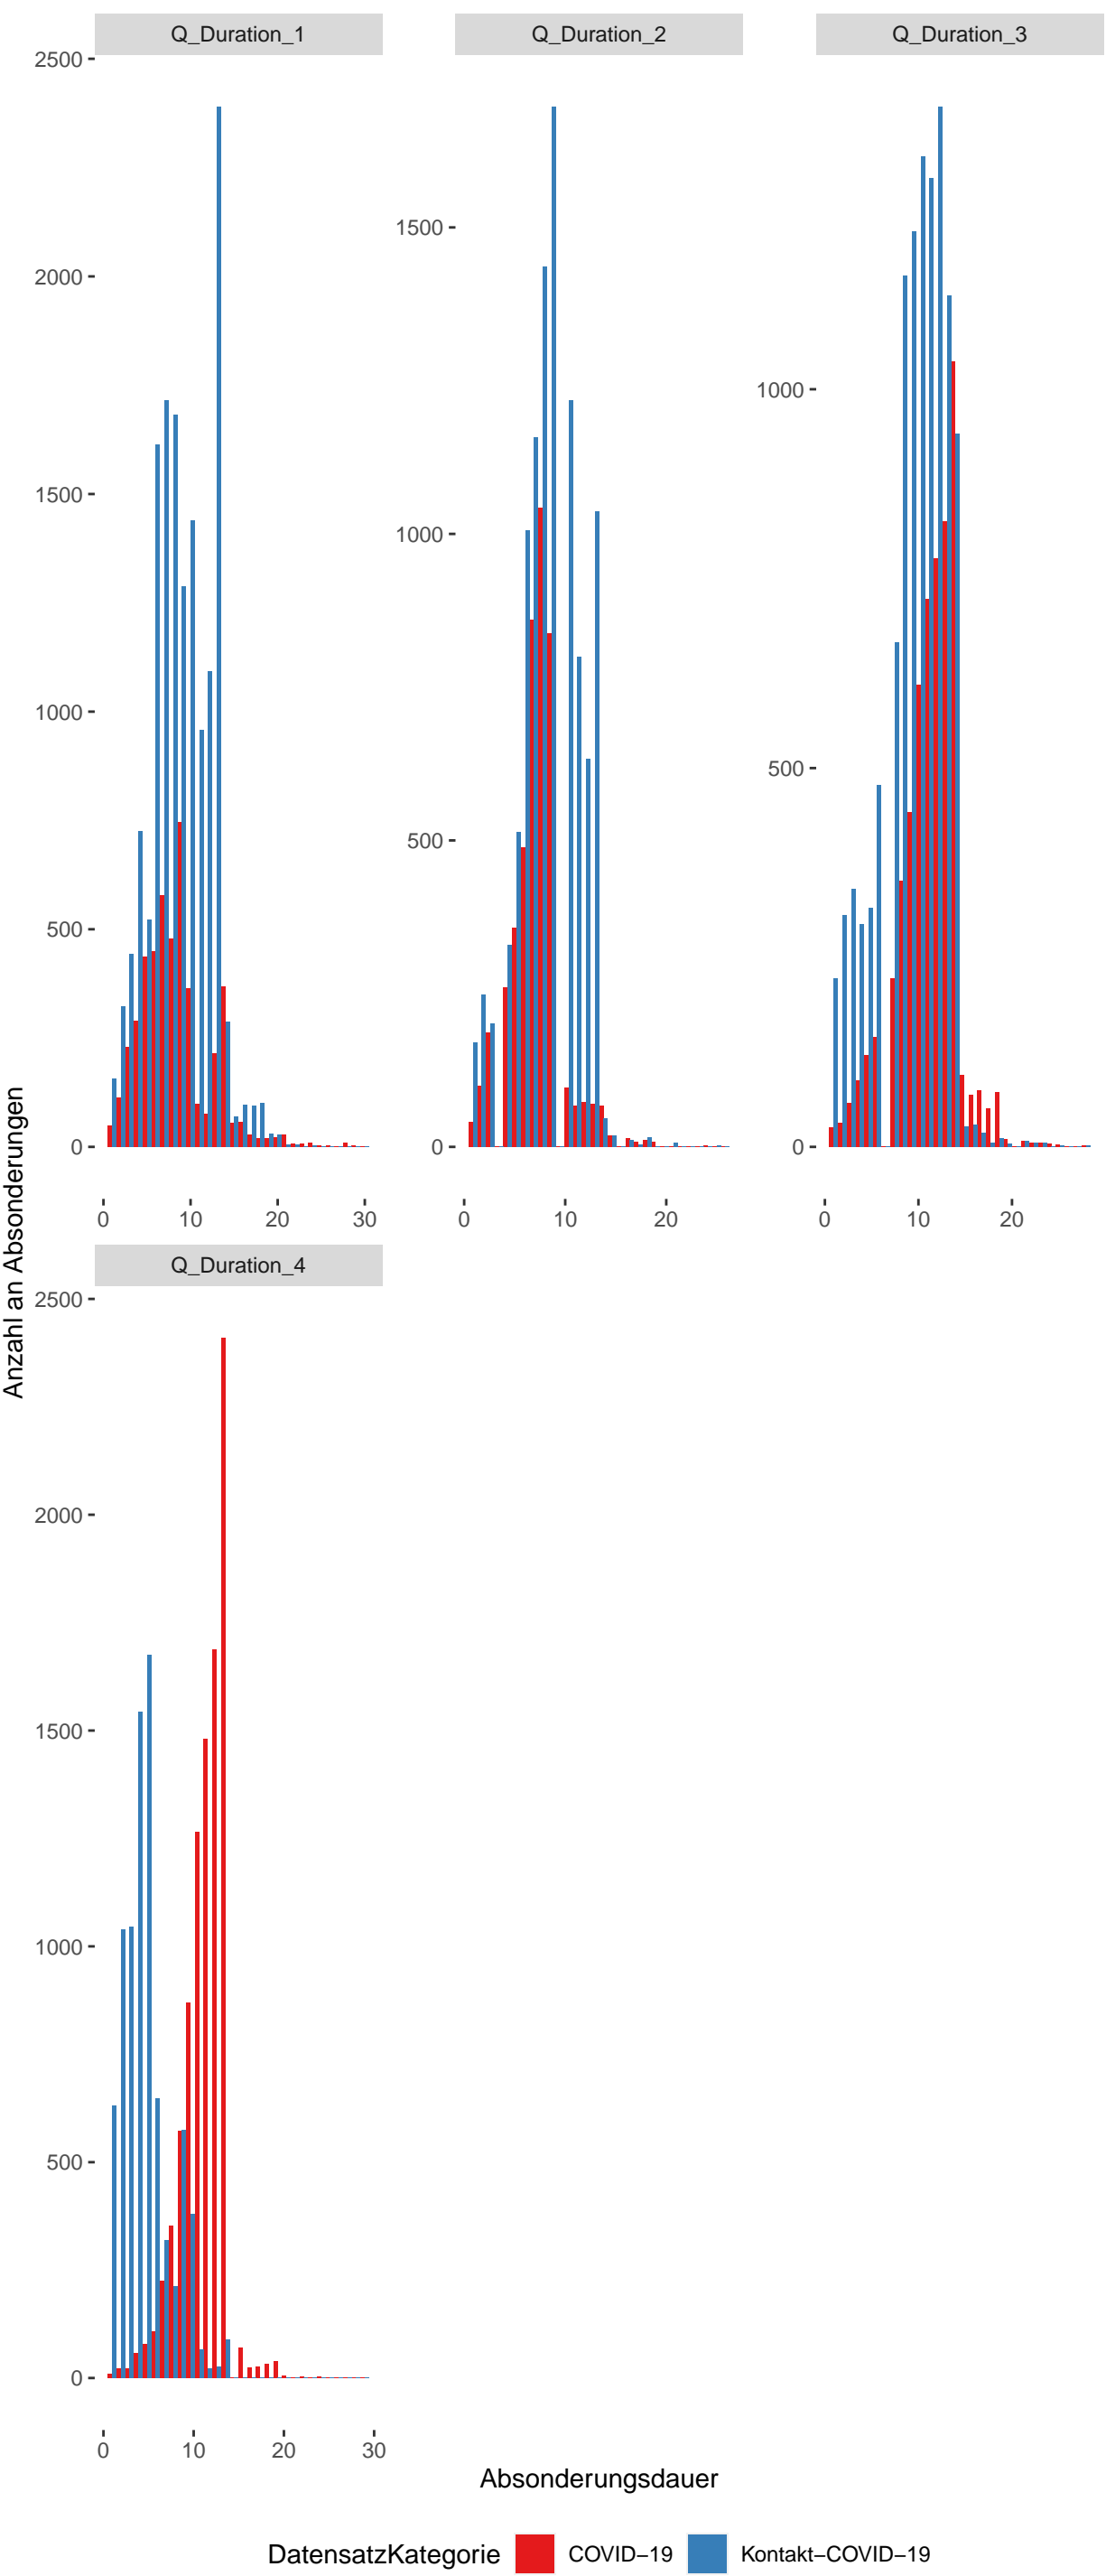 Q_Duration_1 Q_Duration_2 Q_Duration_3
2500
2000
1500
1000
500
0
1500
1000
500
0
1000
500
0
0 10 20 30
0 10 20
0 10 20
Q_Duration_4
2500
2000
1500
1000
500
0
0 10 20 30
Anzahl an Absonderungen
Absonderungsdauer
DatensatzKategorie COVID−19 Kontakt−COVID−19